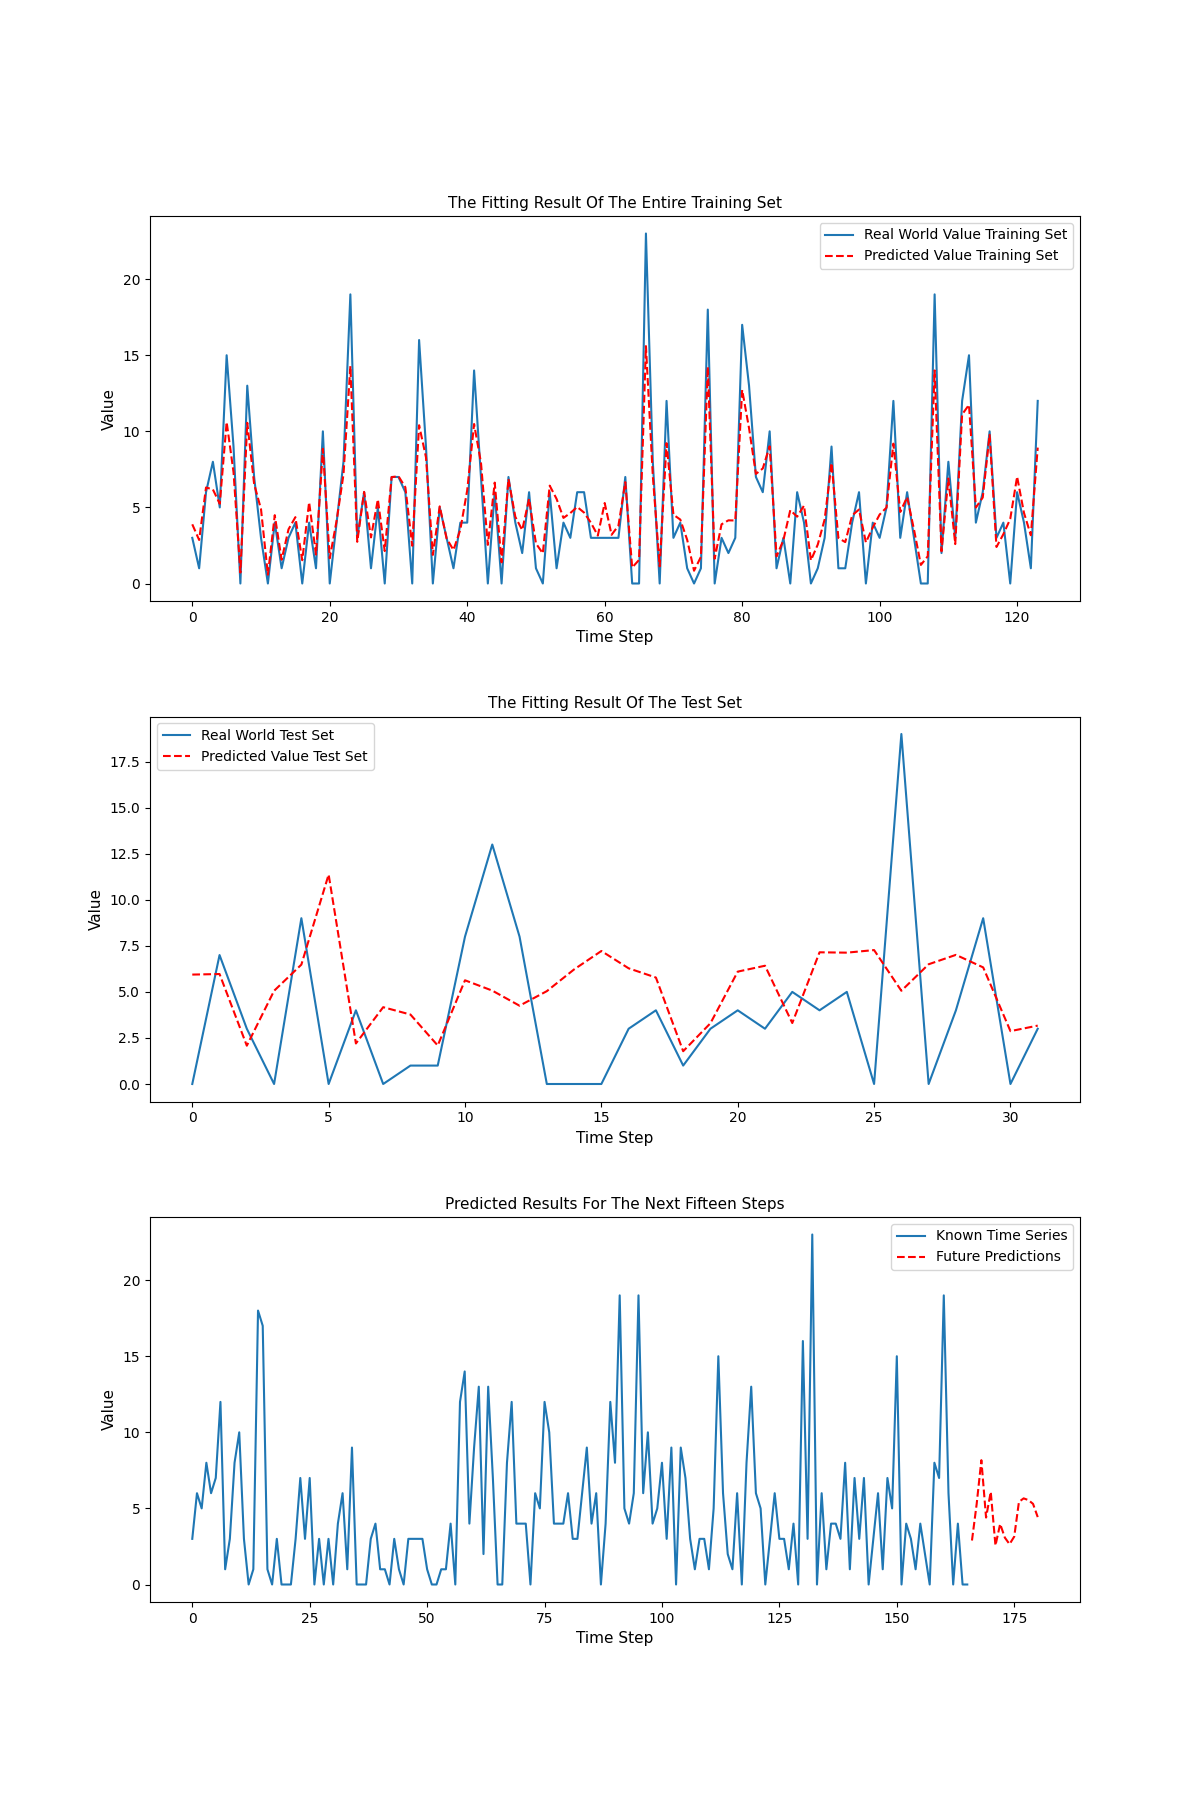 The Fitting Result Of The Entire Training Set
Real World Value Training Set
Predicted Value Training Set
Value
20
15
10
5
0
0 20 40 60 80 100 120
Time Step
The Fitting Result Of The Test Set
Real World Test Set
Predicted Value Test Set
Value
17.5
15.0
12.5
10.0
7.5
5.0
2.5
0.0
0 5 10 15 20 25 30
Time Step
Predicted Results For The Next Fifteen Steps
Known Time Series
Future Predictions
Value
20
15
10
5
0
0 25 50 75 100 125 150 175
Time Step